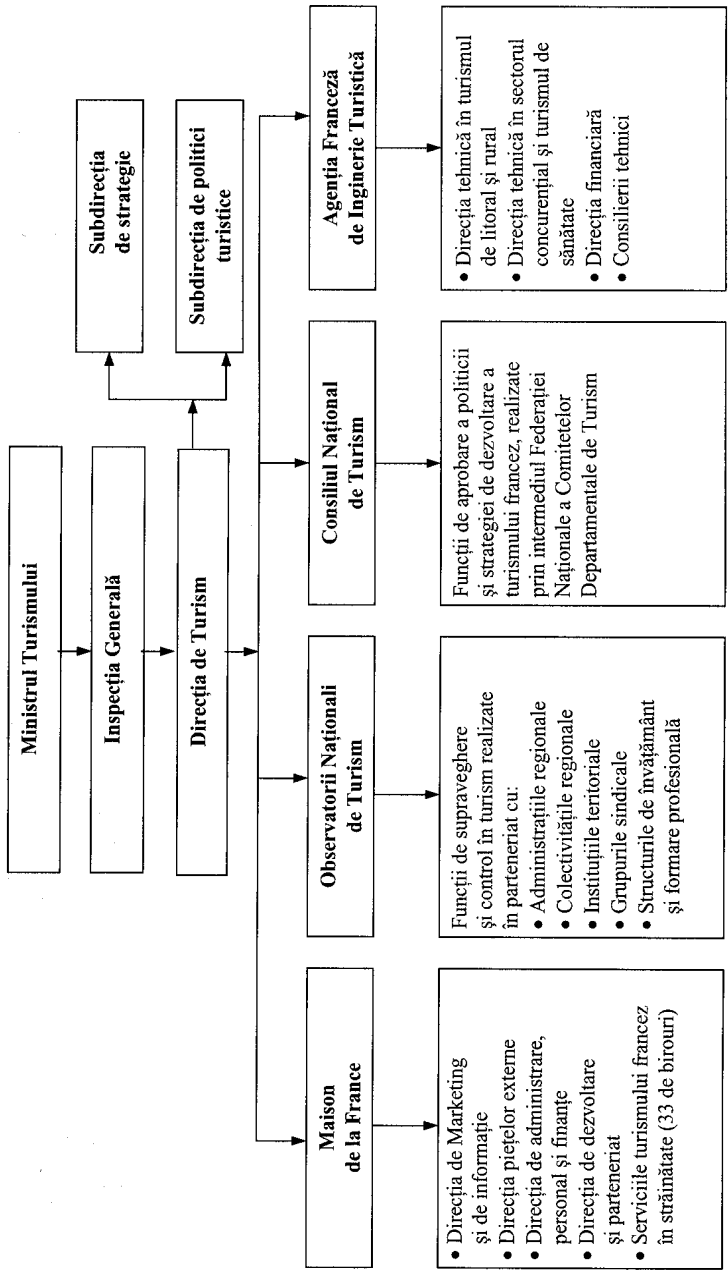 Ministrul Turismului
Inspecția Generală
Direcția de Turism
Subdirecția
de strategie
Subdirecția de politici
turistice
Maison
de la France
Observatorii Naționali
de Turism
Consiliul Național
de Turism
Agenția Franceză
de Inginerie Turistică
• Direcția de Marketing
și de informație
• Direcția piețelor externe
• Direcția de administrare,
personal și finanțe
• Direcția de dezvoltare
și parteneriat
• Serviciile turismului francez
în străinătate (33 de birouri)
Funcții de supraveghere
și control în turism realizate
în parteneriat cu:
• Administrațiile regionale
• Colectivitățile regionale
• Instituțiile teritoriale
• Grupurile sindicale
• Structurile de învățământ
și formare profesională
Funcții de aprobare a politicii
și strategiei de dezvoltare a
turismului francez, realizate
prin intermediul Federației
Naționale a Comitetelor
Departamentale de Turism
• Direcția tehnică în turismul
de litoral și rural
• Direcția tehnică în sectorul
concurențial și turismul de
sănătate
• Direcția financiară
• Consilierii tehnici